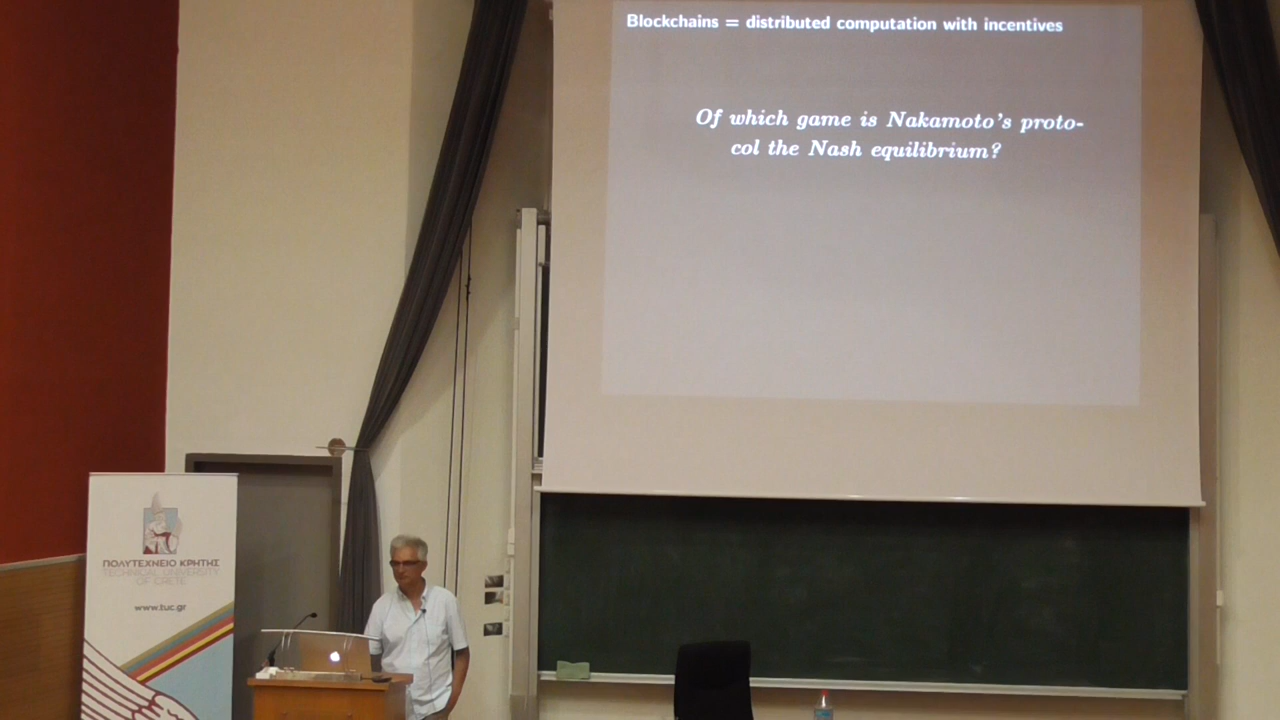 Blockchains = distributed computation with incentives
Of which game is Nakamoto's proto-
col the Nash equilibrium?
ΠΟΛΥΤΕΧΝΕΙΟ ΚΡΗΤΗΣ
TECHNICAL UNIVERSITY
OF CRETE
www.tuc.gr